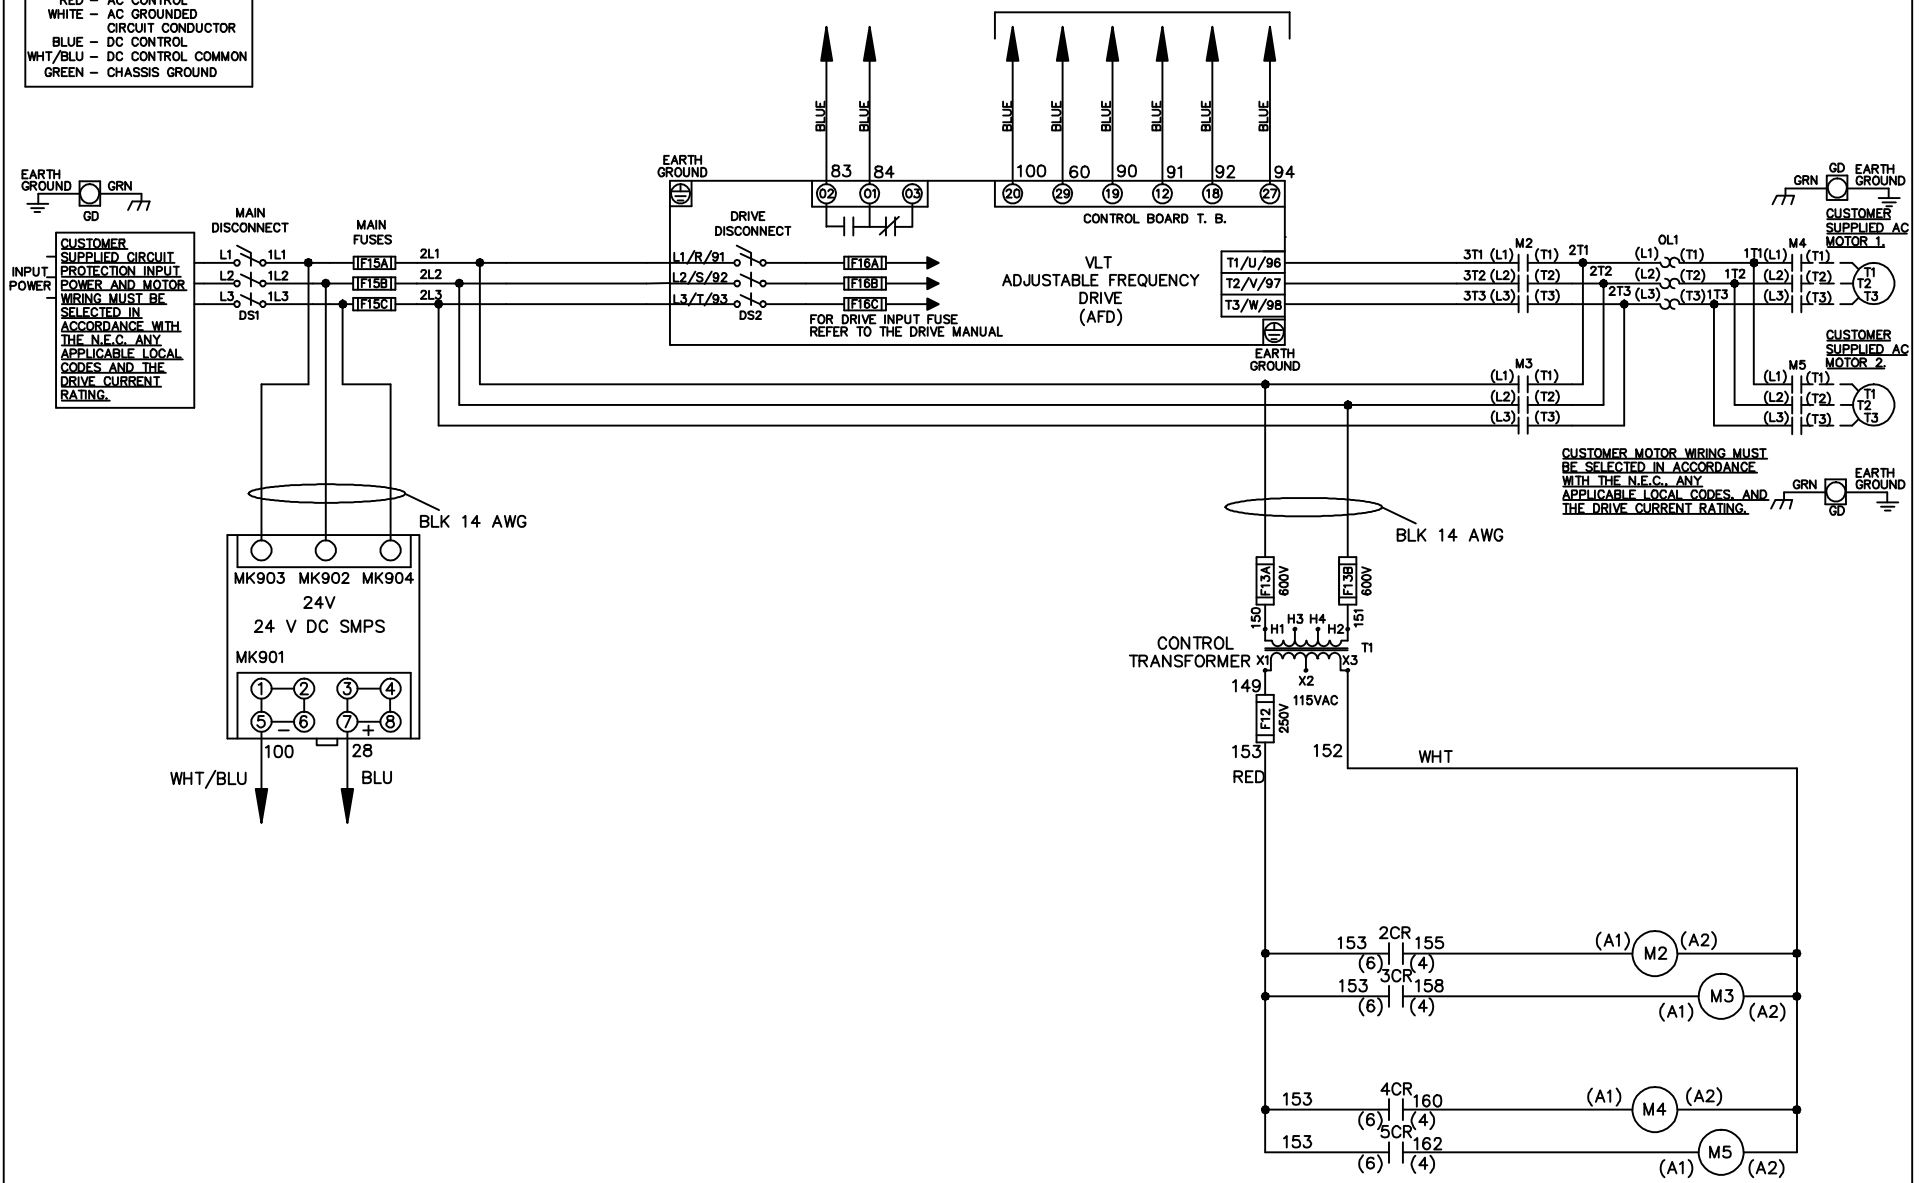 RED – AC CONTROL
WHITE – AC GROUNDED
CIRCUIT CONDUCTOR
BLUE – DC CONTROL
WHT/BLU – DC CONTROL COMMON
GREEN – CHASSIS GROUND
BLUE
BLUE
BLUE
BLUE
BLUE
BLUE
BLUE
BLUE
EARTH
GROUND
GRN
GD
MAIN
DISCONNECT
MAIN
FUSES
INPUT
POWER
CUSTOMER
SUPPLIED CIRCUIT
PROTECTION INPUT
POWER AND MOTOR
WIRING MUST BE
SELECTED IN
ACCORDANCE WITH
THE N.E.C. ANY
APPLICABLE LOCAL
CODES AND THE
DRIVE CURRENT
RATING.
L1 1L1 F15A 2L1
L2 1L2 F15B 2L2
L3 1L3 F15C 2L3
DS1
EARTH
GROUND
83 84
02 01 03
100 60 90 91 92 94
20 29 19 12 18 27
CONTROL BOARD T. B.
DRIVE
DISCONNECT
L1/R/91 F16A
L2/S/92 F16B
L3/T/93 F16C
DS2
FOR DRIVE INPUT FUSE
REFER TO THE DRIVE MANUAL
VLT
ADJUSTABLE FREQUENCY
DRIVE
(AFD)
T1/U/96
T2/V/97
T3/W/98
EARTH
GROUND
M2
3T1 (L1) (T1) 2T1
3T2 (L2) (T2) 2T2
3T3 (L3) (T3) 2T3
OL1
(L1) (T1) 1T1
(L2) (T2) 1T2
(L3) (T3) 1T3
M4
(L1) (T1)
(L2) (T2)
(L3) (T3)
T1
T2
T3
GD EARTH
GRN GROUND
CUSTOMER
SUPPLIED AC
MOTOR 1.
M3
(L1) (T1)
(L2) (T2)
(L3) (T3)
CUSTOMER
SUPPLIED AC
MOTOR 2.
M5
(L1) (T1)
(L2) (T2)
(L3) (T3)
T1
T2
T3
CUSTOMER MOTOR WIRING MUST
BE SELECTED IN ACCORDANCE
WITH THE N.E.C., ANY
APPLICABLE LOCAL CODES, AND
THE DRIVE CURRENT RATING.
EARTH
GRN GROUND
GD
BLK 14 AWG
MK903 MK902 MK904
24V
24 V DC SMPS
MK901
1 2 3 4
5 – 6 7 + 8
100 28
WHT/BLU BLU
BLK 14 AWG
F13A 600V
F13B 600V
150 151
H1 H3 H4 H2
T1
CONTROL
TRANSFORMER X1 X3
X2
149 115VAC
F12 250V
153 152 WHT
RED
2CR
153 155 (A1) M2 (A2)
(6) (4)
3CR
153 158 M3
(6) (4) (A1) (A2)
4CR
153 160 (A1) M4 (A2)
(6) (4)
5CR
153 162 M5
(6) (4) (A1) (A2)